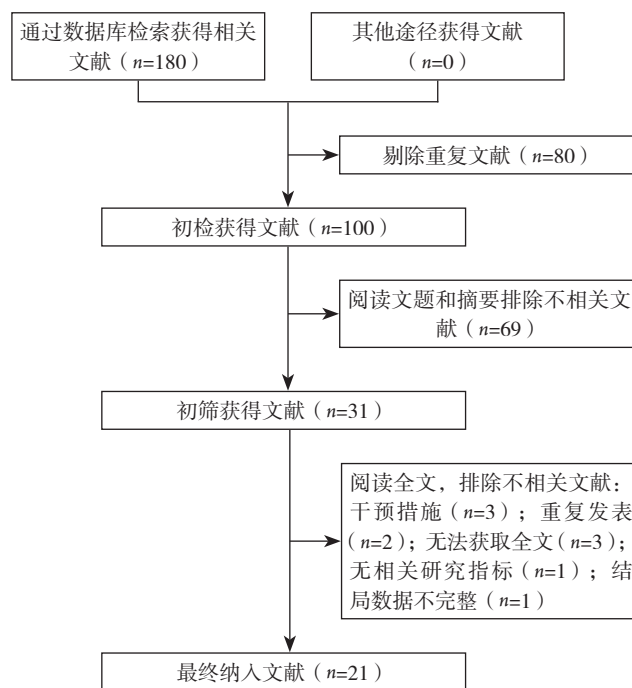 通过数据库检索获得相关
文献（n=180）
其他途径获得文献
（n=0）
剔除重复文献（n=80）
初检获得文献（n=100）
阅读文题和摘要排除不相关文
献（n=69）
初筛获得文献（n=31）
阅读全文，排除不相关文献：
干预措施（n=3）；重复发表
（n=2）；无法获取全文（n=3）；
无相关研究指标（n=1）；结
局数据不完整（n=1）
最终纳入文献（n=21）